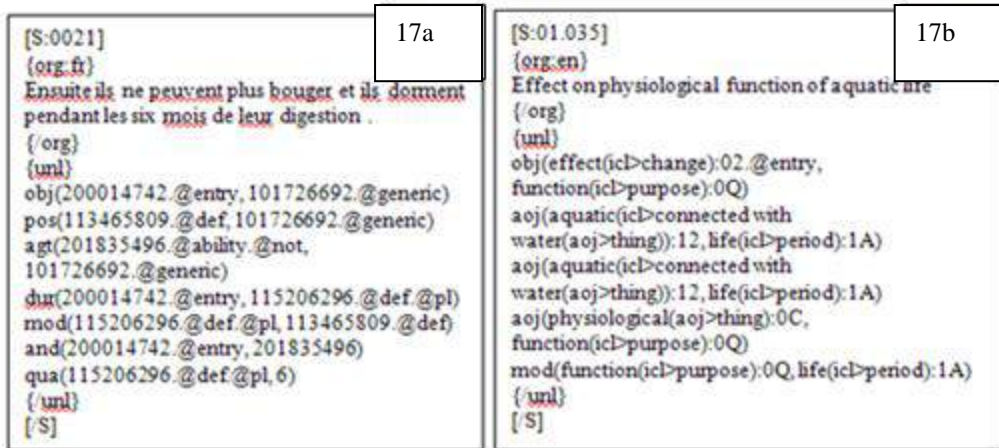 17a
[S:0021]
{org:fr}
Ensuite ils ne peuvent plus bouger et ils dorment
pendant les six mois de leur digestion .
{/org}
{unl}
obj(200014742.@entry, 101726692.@generic)
pos(113465809.@def, 101726692.@generic)
agt(201835496.@ability.@not,
101726692.@generic)
dur(200014742.@entry, 115206296.@def.@pl)
mod(115206296.@def.@pl, 113465809.@def)
and(200014742.@entry, 201835496)
qua(115206296.@def.@pl, 6)
{/unl}
[/S]
17b
[S:01.035]
{org:en}
Effect on physiological function of aquatic life
{/org}
{unl}
obj(effect(icl>change):02.@entry,
function(icl>purpose):0Q)
aoj(aquatic(icl>connected with
water(aoj>thing)):12, life(icl>period):1A)
aoj(aquatic(icl>connected with
water(aoj>thing)):12, life(icl>period):1A)
aoj(physiological(aoj>thing):0C,
function(icl>purpose):0Q)
mod(function(icl>purpose):0Q, life(icl>period):1A)
{/unl}
[/S]